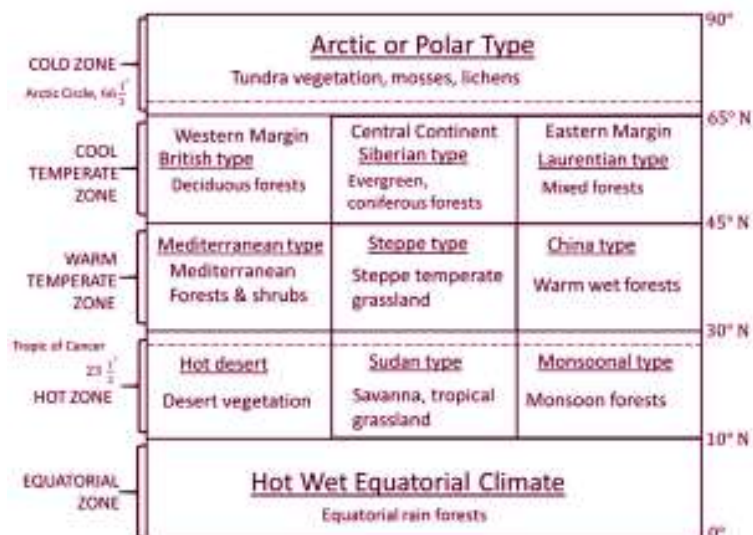 90°
Arctic or Polar Type
COLD ZONE
Tundra vegetation, mosses, lichens
Arctic Circle, 66 1/2°
65° N
Western Margin
British type
Deciduous forests
Central Continent
Siberian type
Evergreen,
coniferous forests
Eastern Margin
Laurentian type
Mixed forests
COOL
TEMPERATE
ZONE
45° N
Mediterranean type
Mediterranean
Forests & shrubs
Steppe type
Steppe temperate
grassland
China type
Warm wet forests
WARM
TEMPERATE
ZONE
30° N
Tropic of Cancer
23 1/2°
HOT ZONE
Hot desert
Desert vegetation
Sudan type
Savanna, tropical
grassland
Monsoonal type
Monsoon forests
10° N
EQUATORIAL
ZONE
Hot Wet Equatorial Climate
Equatorial rain forests
0°